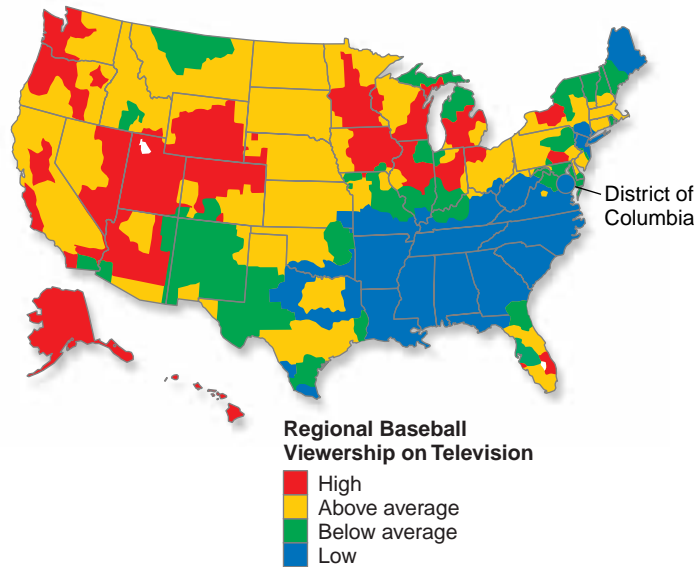 District of
Columbia
Regional Baseball
Viewership on Television
High
Above average
Below average
Low